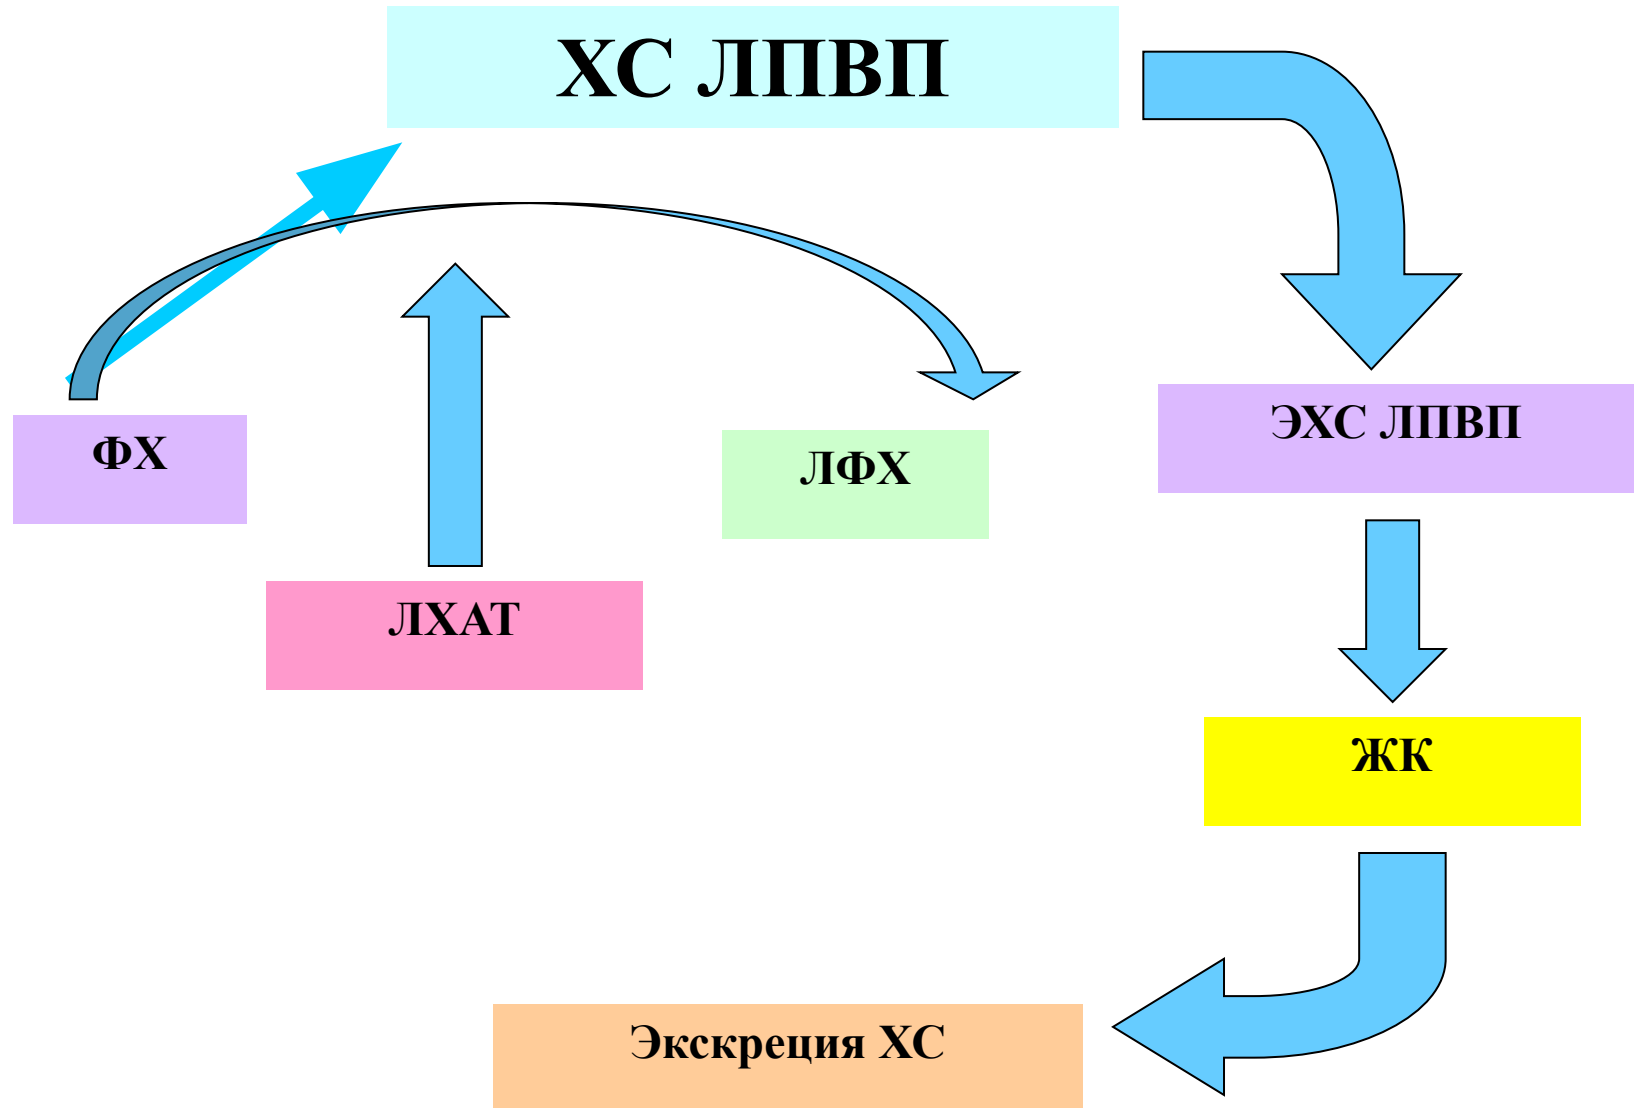 ХС ЛПВП
ФХ
ЛФХ
ЭХС ЛПВП
ЛХАТ
ЖК
Экскреция ХС